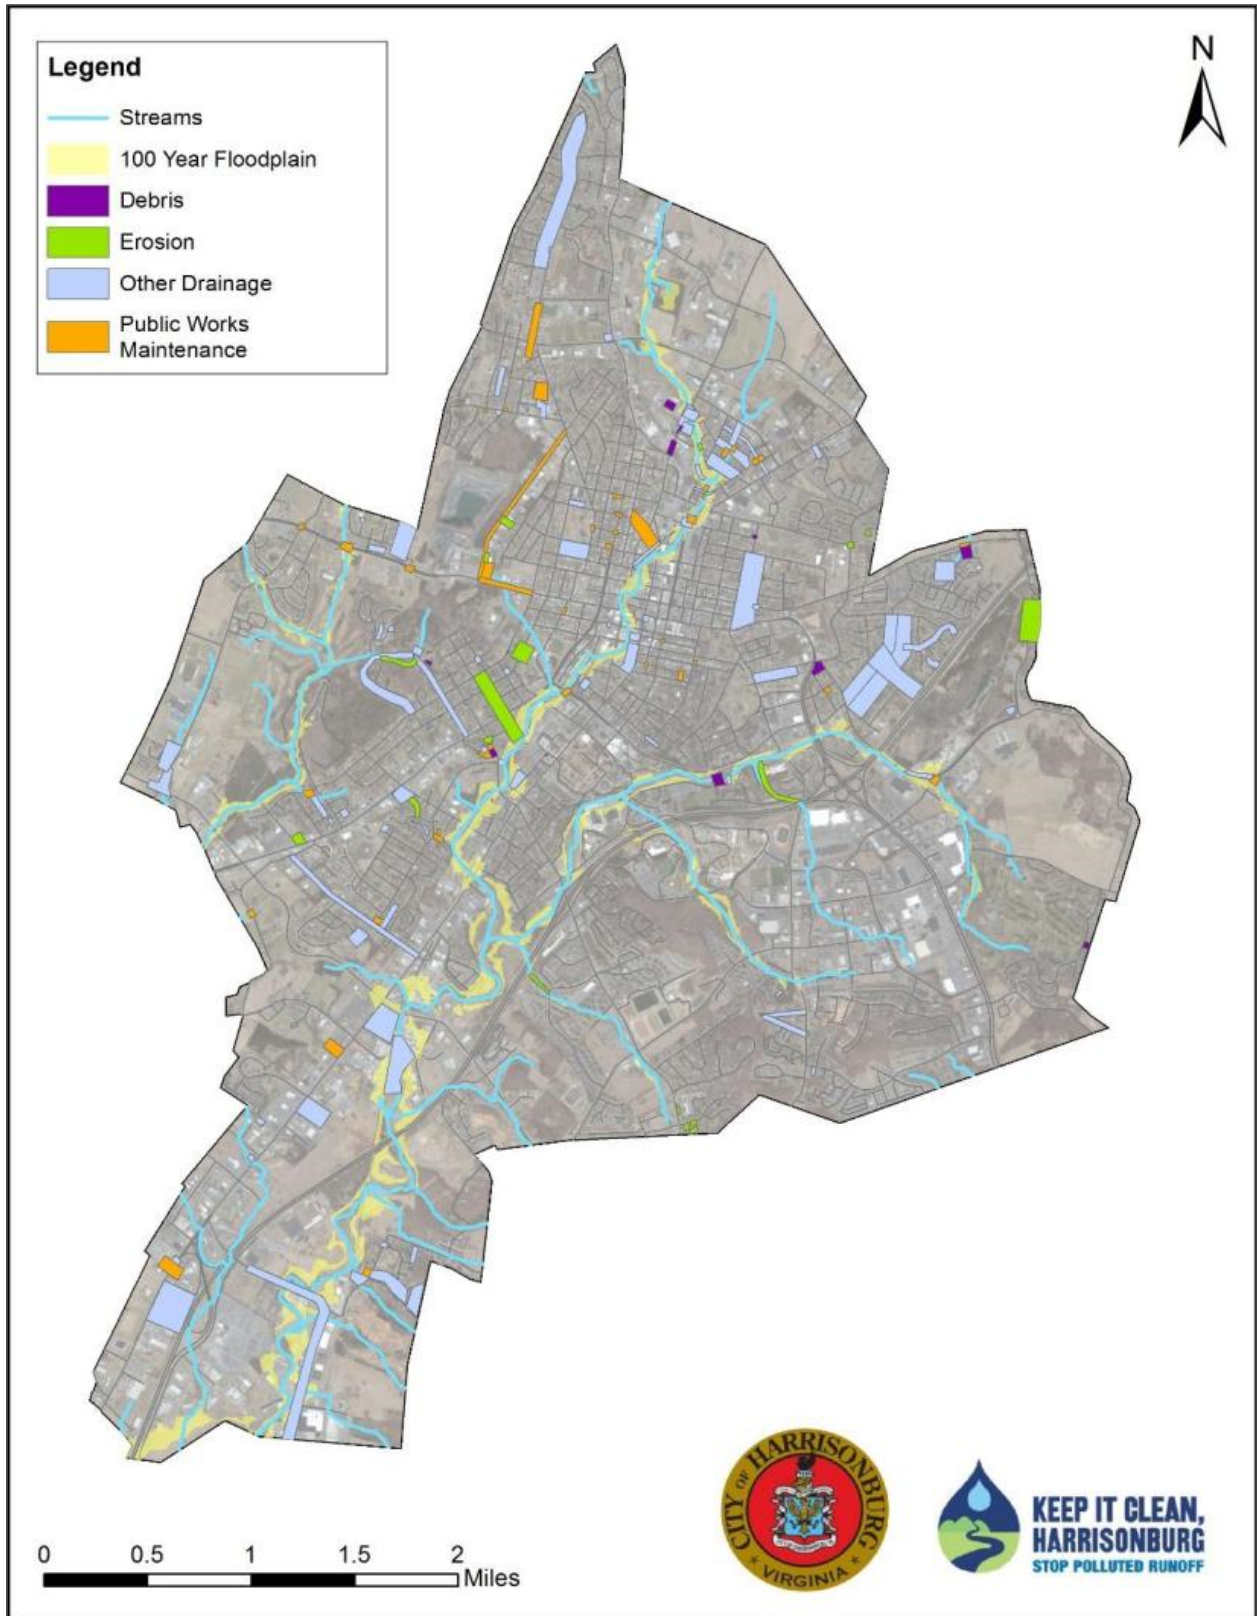 Legend
Streams
100 Year Floodplain
Debris
Erosion
Other Drainage
Public Works
Maintenance
N
0 0.5 1 1.5 2
Miles
CITY OF HARRISONBURG
VIRGINIA
KEEP IT CLEAN,
HARRISONBURG
STOP POLLUTED RUNOFF